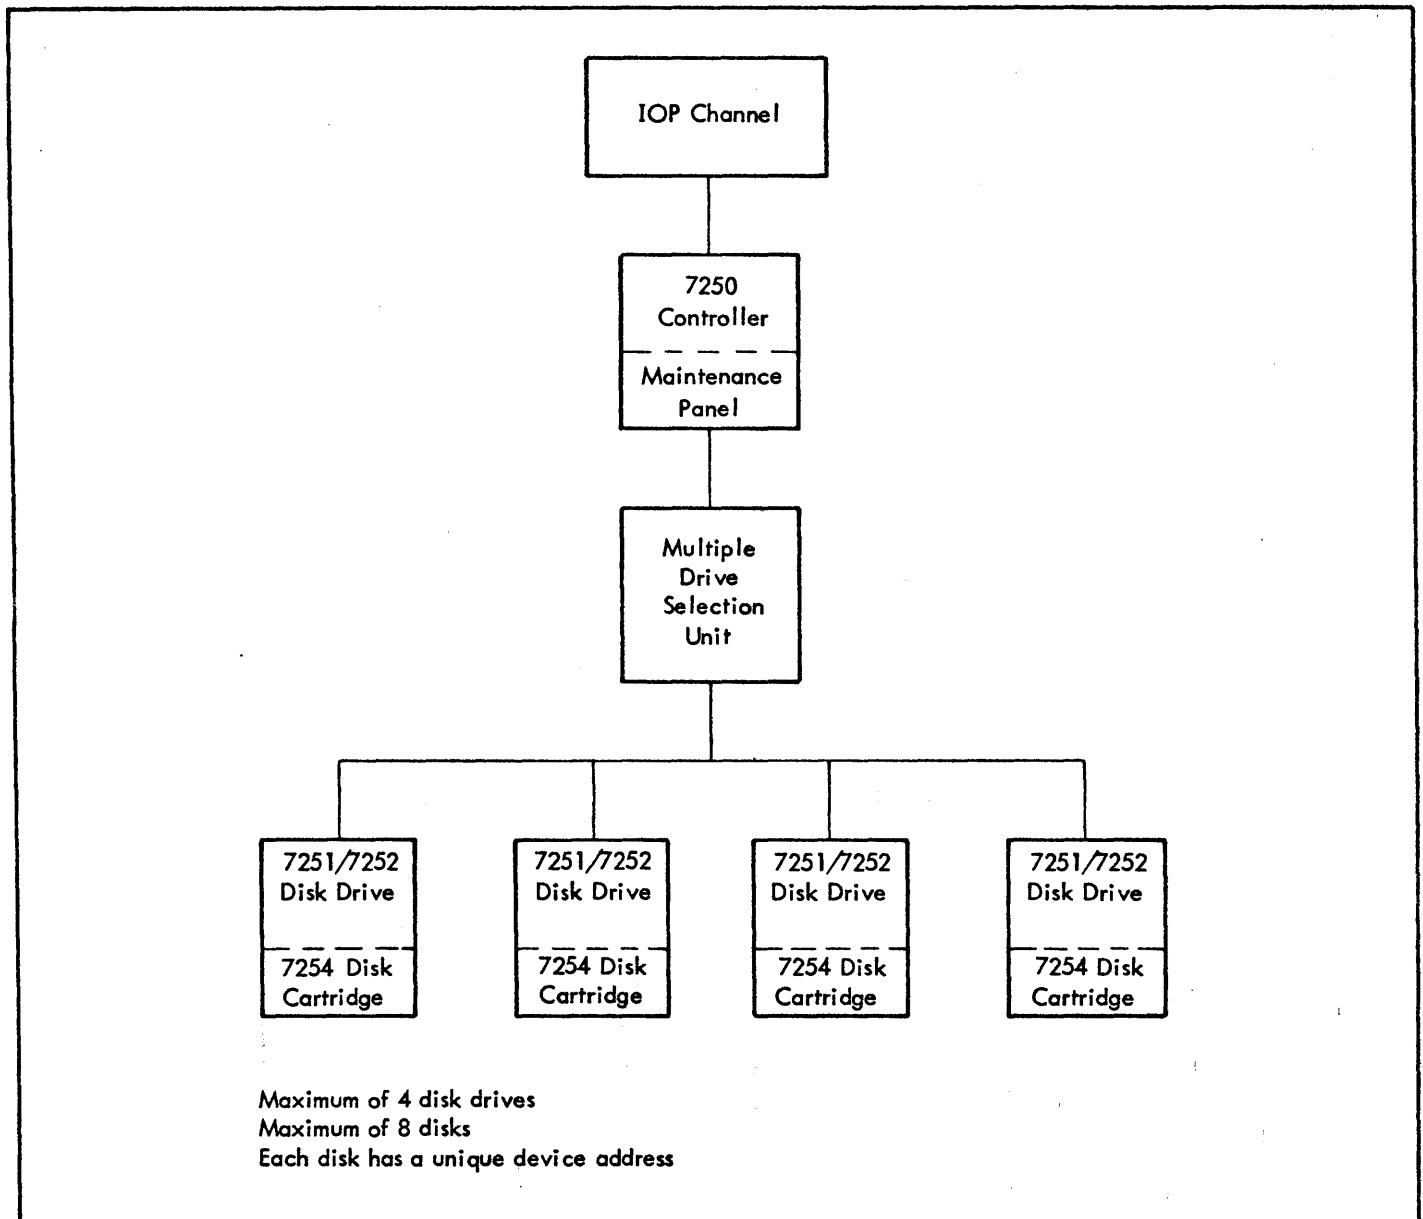 IOP Channel
7250
Controller
Maintenance
Panel
Multiple
Drive
Selection
Unit
7251/7252
Disk Drive
7254 Disk
Cartridge
7251/7252
Disk Drive
7254 Disk
Cartridge
7251/7252
Disk Drive
7254 Disk
Cartridge
7251/7252
Disk Drive
7254 Disk
Cartridge
Maximum of 4 disk drives
Maximum of 8 disks
Each disk has a unique device address